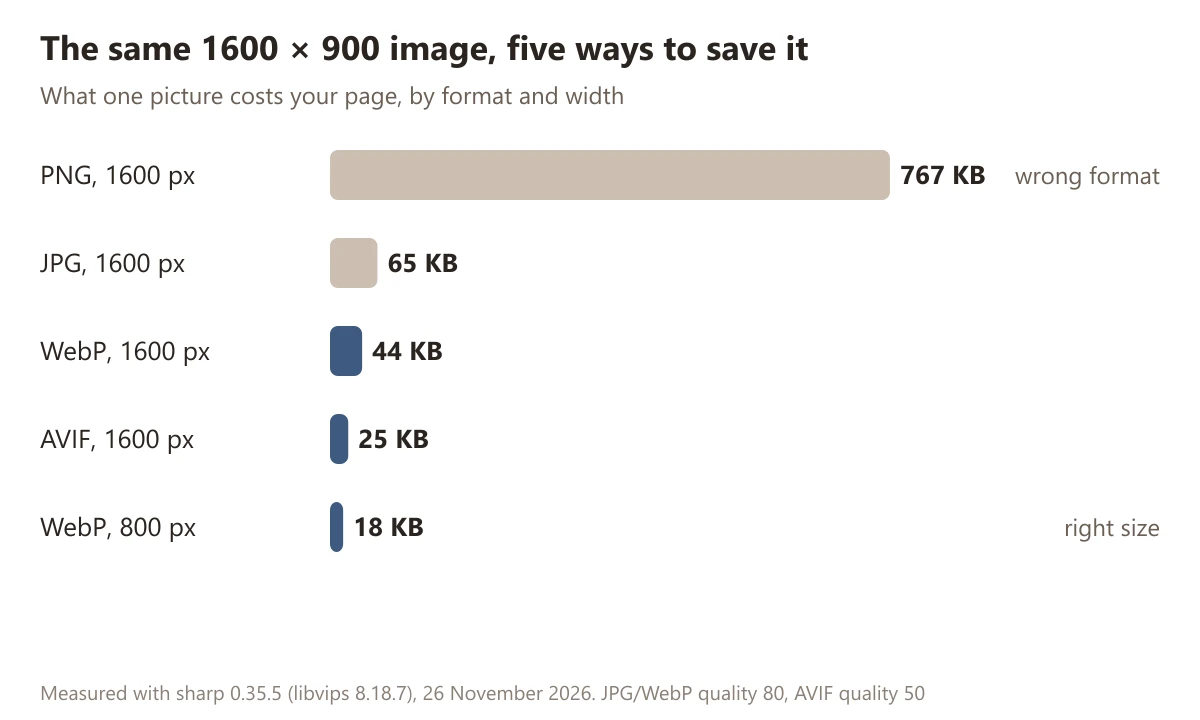 The same 1600 × 900 image, five ways to save it
What one picture costs your page, by format and width
PNG, 1600 px 767 KB wrong format
JPG, 1600 px 65 KB
WebP, 1600 px 44 KB
AVIF, 1600 px 25 KB
WebP, 800 px 18 KB right size
Measured with sharp 0.35.5 (libvips 8.18.7), 26 November 2026. JPG/WebP quality 80, AVIF quality 50